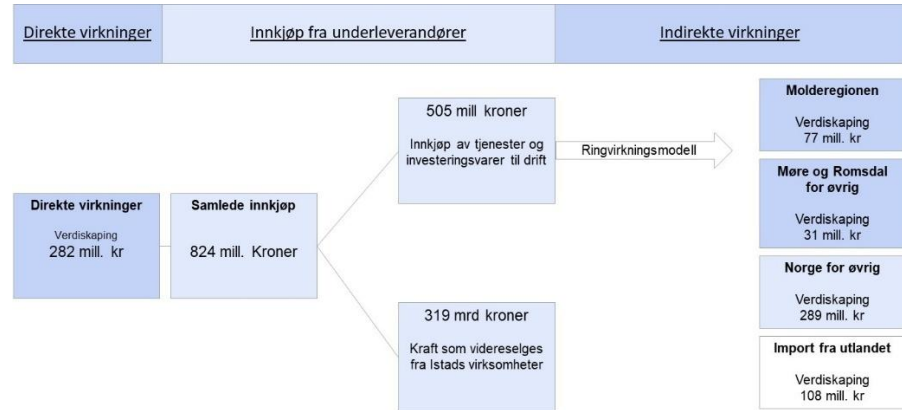 Direkte virkninger
Innkjøp fra underleverandører
Indirekte virkninger
Direkte virkninger
Verdiskaping
282 mill. kr
Samlede innkjøp
824 mill. Kroner
505 mill kroner
Innkjøp av tjenester og
investeringsvarer til drift
319 mrd kroner
Kraft som videreselges
fra Istads virksomheter
Ringvirkningsmodell
Molderegionen
Verdiskaping
77 mill. kr
Møre og Romsdal
for øvrig
Verdiskaping
31 mill. kr
Norge for øvrig
Verdiskaping
289 mill. kr
Import fra utlandet
Verdiskaping
108 mill. kr